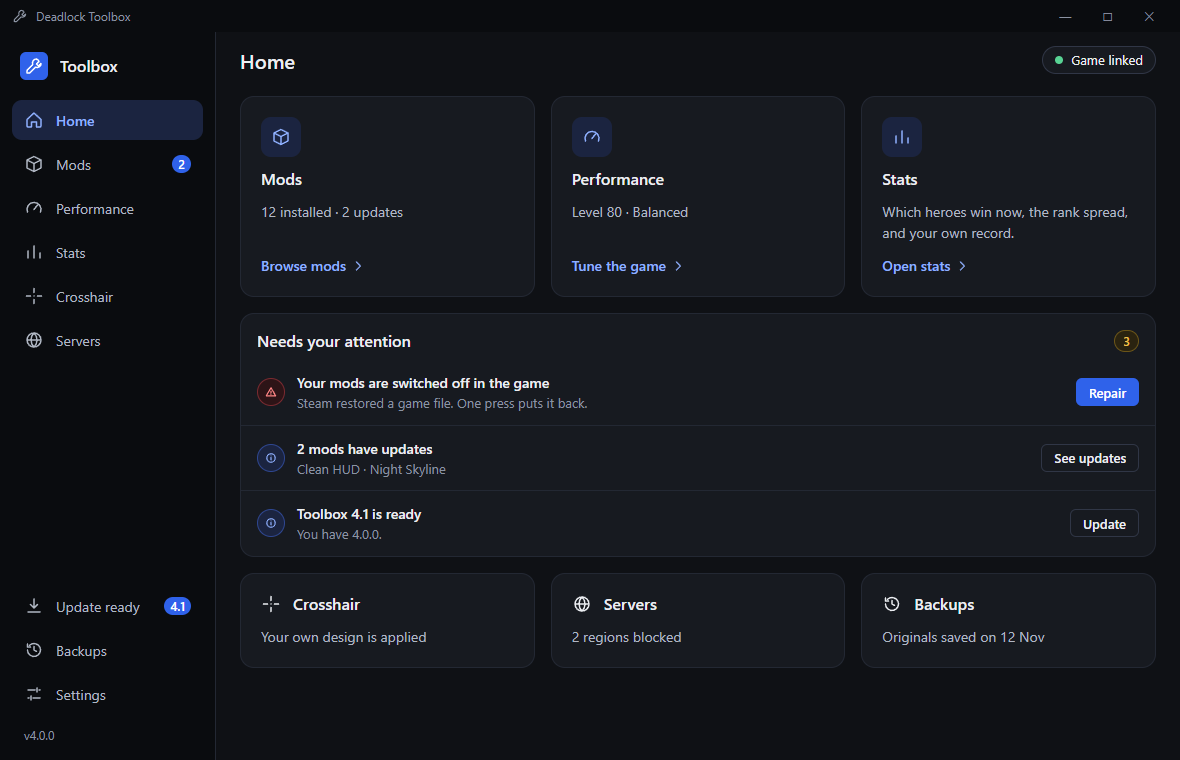 Deadlock Toolbox
Toolbox
Home
Mods
2
Performance
Stats
Crosshair
Servers
Update ready
4.1
Backups
Settings
v4.0.0
Home
Game linked
Mods
12 installed · 2 updates
Browse mods
Performance
Level 80 · Balanced
Tune the game
Stats
Which heroes win now, the rank spread,
and your own record.
Open stats
Needs your attention
3
Your mods are switched off in the game
Steam restored a game file. One press puts it back.
Repair
2 mods have updates
Clean HUD · Night Skyline
See updates
Toolbox 4.1 is ready
You have 4.0.0.
Update
Crosshair
Your own design is applied
Servers
2 regions blocked
Backups
Originals saved on 12 Nov